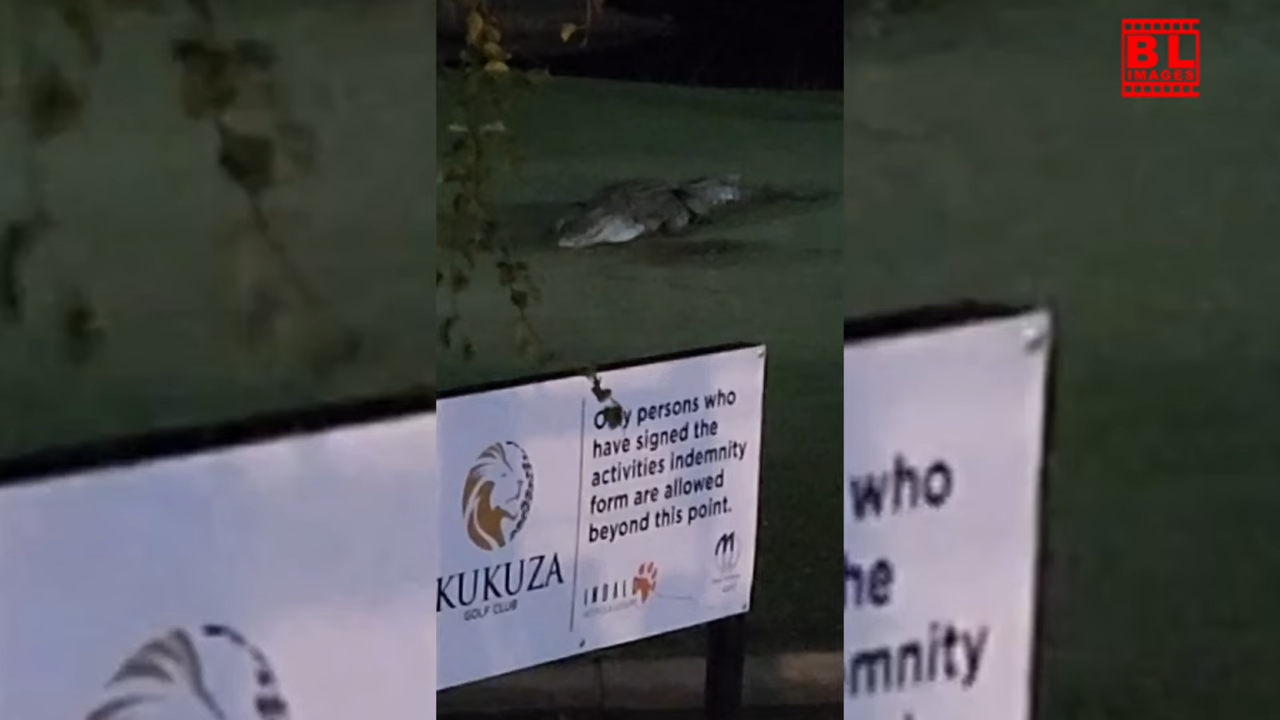 BL
IMAGES
Only persons who
have signed the
activities indemnity
form are allowed
beyond this point.
KUKUZA
GOLF CLUB
INDAL
who
he
mnity